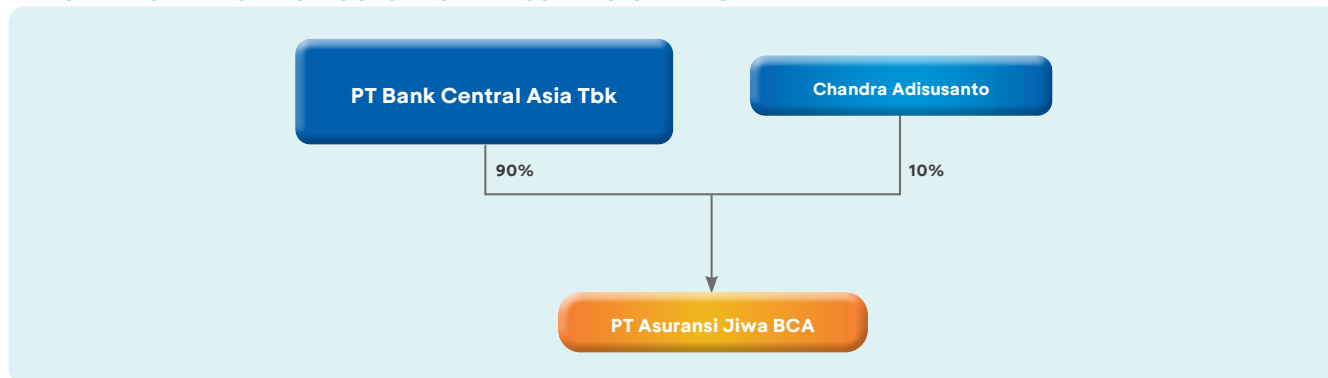 PT Bank Central Asia Tbk
Chandra Adisusanto
90%
10%
PT Asuransi Jiwa BCA